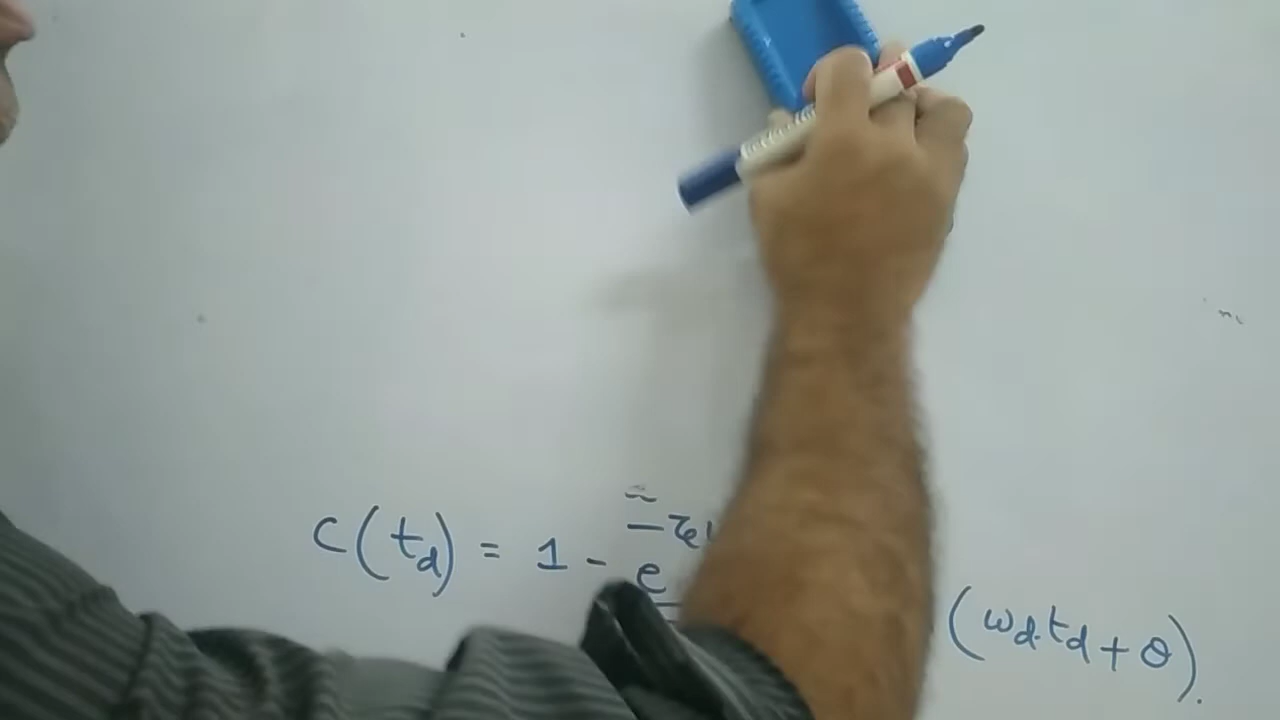 C(t_d) = 1 - e^-ξ (ω_d t_d + θ).